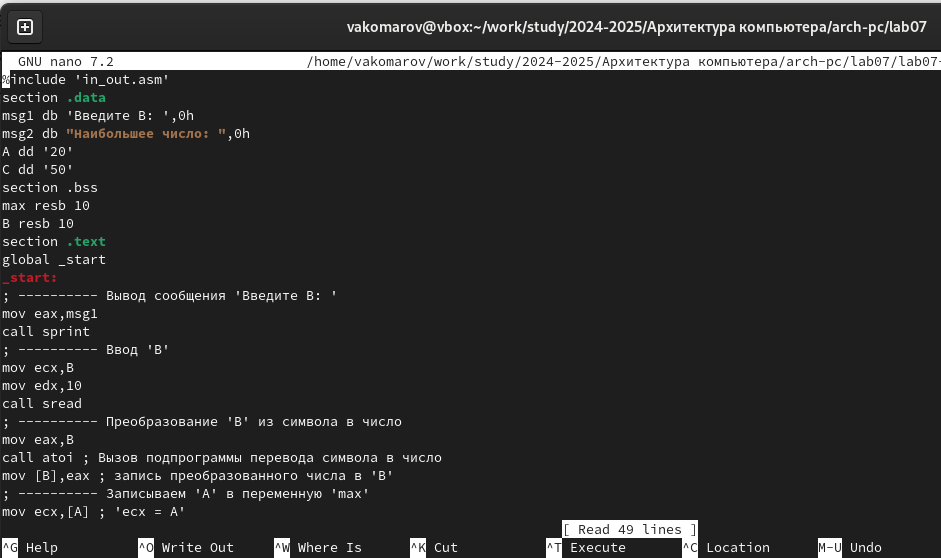 vakomarov@vbox:~/work/study/2024-2025/Архитектура компьютера/arch-pc/lab07
GNU nano 7.2 /home/vakomarov/work/study/2024-2025/Архитектура компьютера/arch-pc/lab07/lab07-
%include 'in_out.asm'
section .data
msg1 db 'Введите B: ',0h
msg2 db "Наибольшее число: ",0h
A dd '20'
C dd '50'
section .bss
max resb 10
B resb 10
section .text
global _start
_start:
; ---------- Вывод сообщения 'Введите B: '
mov eax,msg1
call sprint
; ---------- Ввод 'B'
mov ecx,B
mov edx,10
call sread
; ---------- Преобразование 'B' из символа в число
mov eax,B
call atoi ; Вызов подпрограммы перевода символа в число
mov [B],eax ; запись преобразованного числа в 'B'
; ---------- Записываем 'A' в переменную 'max'
mov ecx,[A] ; 'ecx = A'
[ Read 49 lines ]
^G Help ^O Write Out ^W Where Is ^K Cut ^T Execute ^C Location M-U Undo